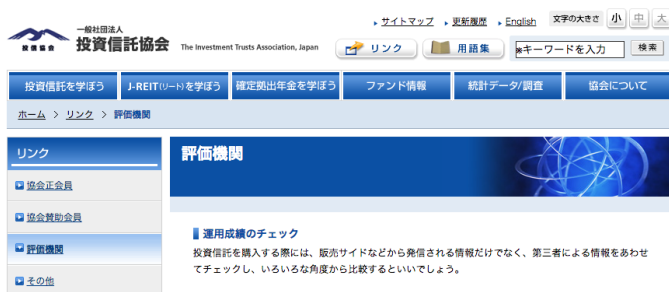 サイトマップ 更新履歴 English 文字の大きさ 小 中 大
一般社団法人
投資信託協会
投信協会
The Investment Trusts Association, Japan
リンク 用語集 ※キーワードを入力 検索
投資信託を学ぼう J-REIT(リート)を学ぼう 確定拠出年金を学ぼう ファンド情報 統計データ/調査 協会について
ホーム > リンク > 評価機関
リンク
協会正会員
協会賛助会員
評価機関
その他
評価機関
運用成績のチェック
投資信託を購入する際には、販売サイドなどから発信される情報だけでなく、第三者による情報をあわせ
てチェックし、いろいろな角度から比較するといいでしょう。